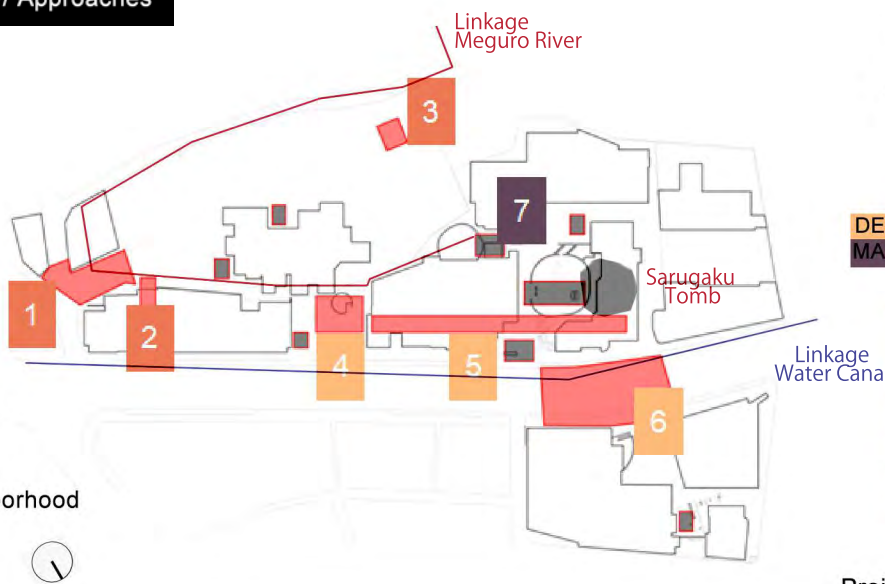 7 Approaches
Linkage
Meguro River
3
7
DE
MA
Sarugaku
Tomb
1
2
4
5
Linkage
Water Cana
6
orhood